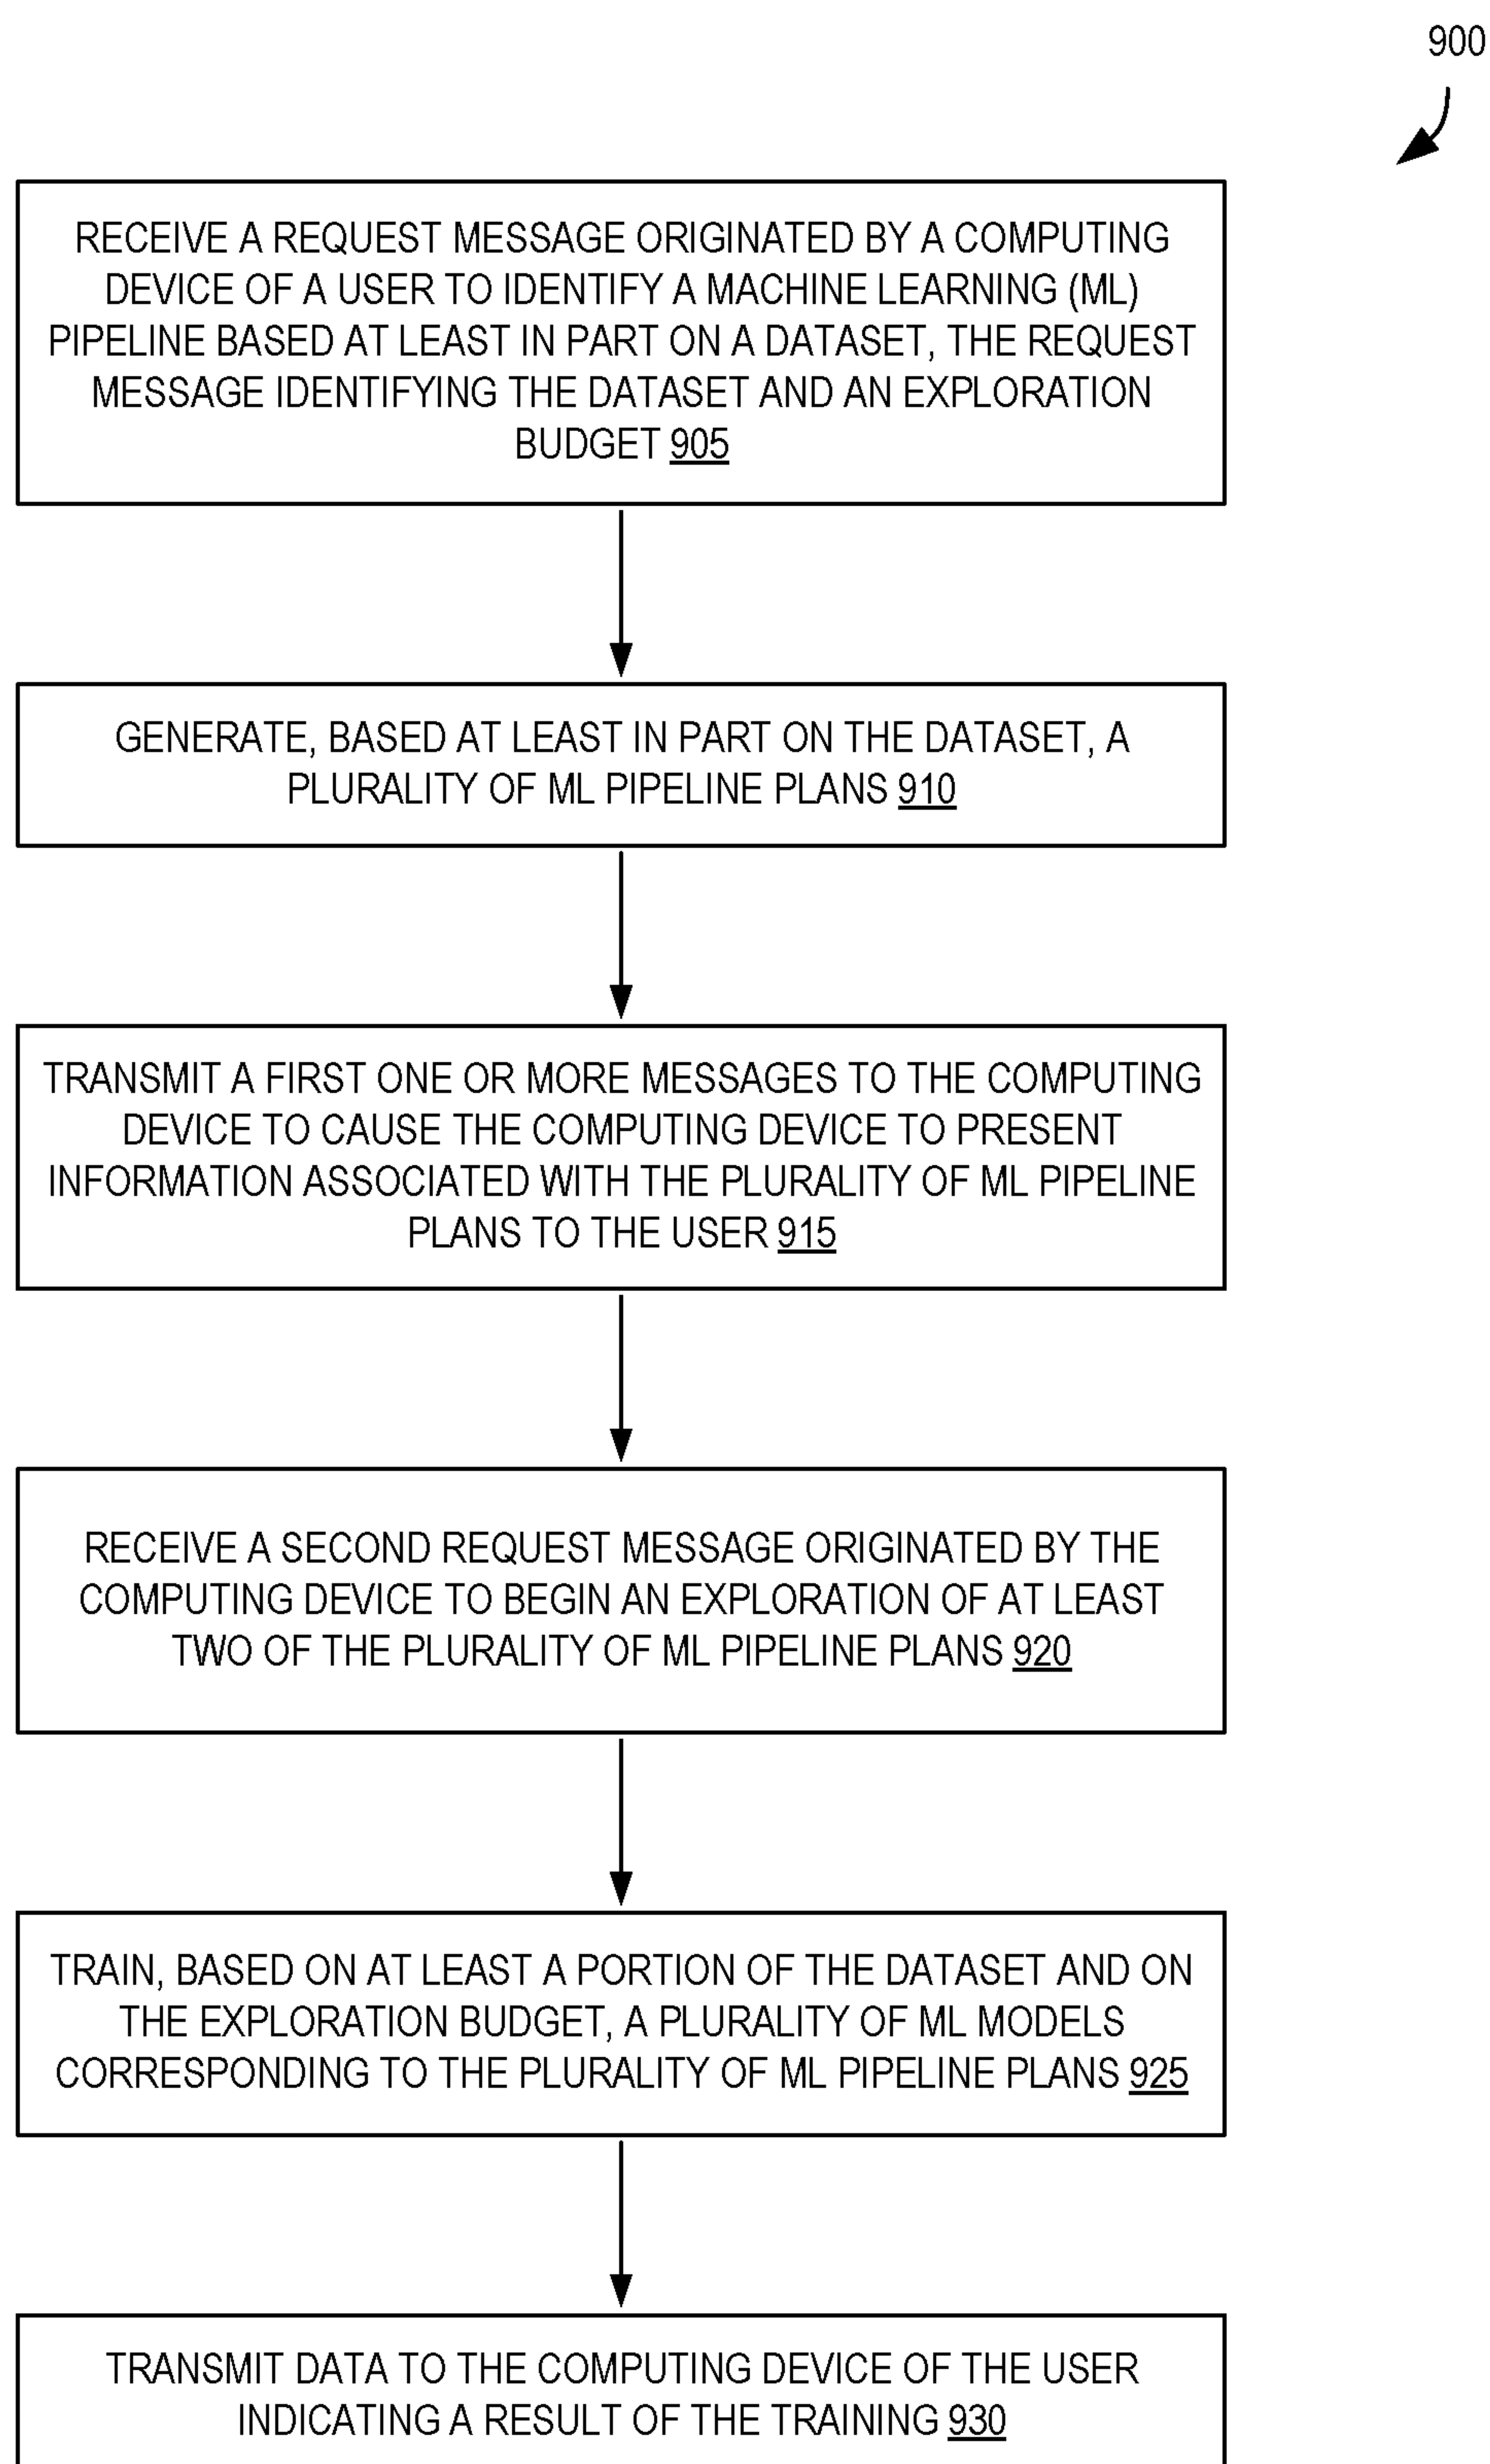 900
RECEIVE A REQUEST MESSAGE ORIGINATED BY A COMPUTING
DEVICE OF A USER TO IDENTIFY A MACHINE LEARNING (ML)
PIPELINE BASED AT LEAST IN PART ON A DATASET, THE REQUEST
MESSAGE IDENTIFYING THE DATASET AND AN EXPLORATION
BUDGET 905
GENERATE, BASED AT LEAST IN PART ON THE DATASET, A
PLURALITY OF ML PIPELINE PLANS 910
TRANSMIT A FIRST ONE OR MORE MESSAGES TO THE COMPUTING
DEVICE TO CAUSE THE COMPUTING DEVICE TO PRESENT
INFORMATION ASSOCIATED WITH THE PLURALITY OF ML PIPELINE
PLANS TO THE USER 915
RECEIVE A SECOND REQUEST MESSAGE ORIGINATED BY THE
COMPUTING DEVICE TO BEGIN AN EXPLORATION OF AT LEAST
TWO OF THE PLURALITY OF ML PIPELINE PLANS 920
TRAIN, BASED ON AT LEAST A PORTION OF THE DATASET AND ON
THE EXPLORATION BUDGET, A PLURALITY OF ML MODELS
CORRESPONDING TO THE PLURALITY OF ML PIPELINE PLANS 925
TRANSMIT DATA TO THE COMPUTING DEVICE OF THE USER
INDICATING A RESULT OF THE TRAINING 930